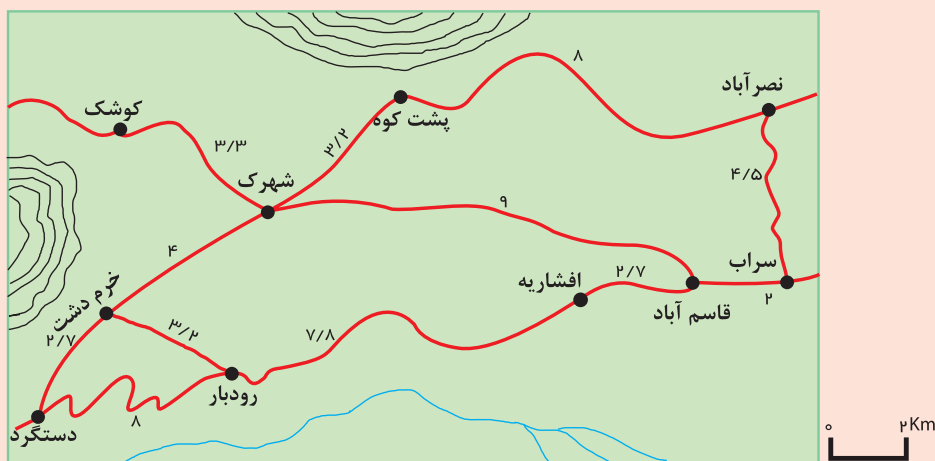 ۸
نصرآباد
کوشک
پشت کوه
۳/۳
۳/۲
۴/۵
شهرک
۹
۴
سراب
افشاریه
۲/۷
۲
قاسم آباد
خرم دشت
۳/۲
۷/۸
۲/۷
رودبار
۸
دستگرد
۰ ۲Km